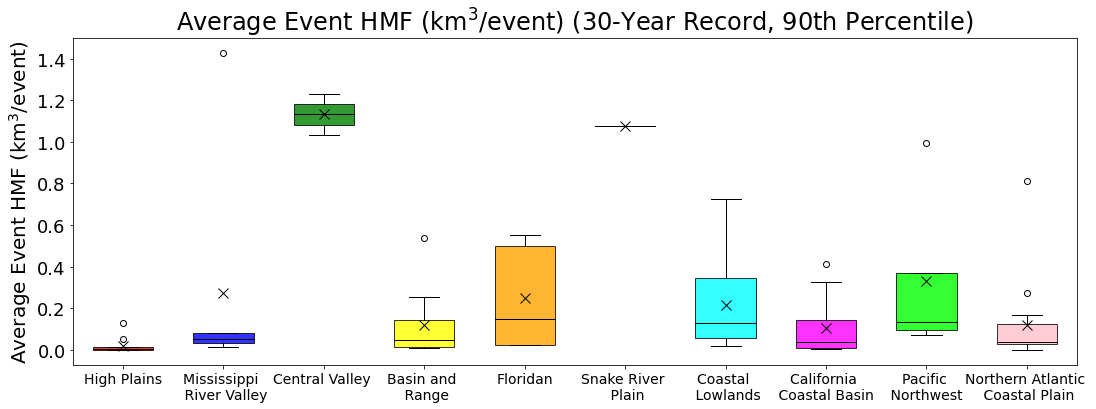 Average Event HMF (km³/event) (30-Year Record, 90th Percentile)
Average Event HMF (km³/event)
1.4
1.2
1.0
0.8
0.6
0.4
0.2
0.0
High Plains
Mississippi
River Valley
Central Valley
Basin and
Range
Floridan
Snake River
Plain
Coastal
Lowlands
California
Coastal Basin
Pacific
Northwest
Northern Atlantic
Coastal Plain